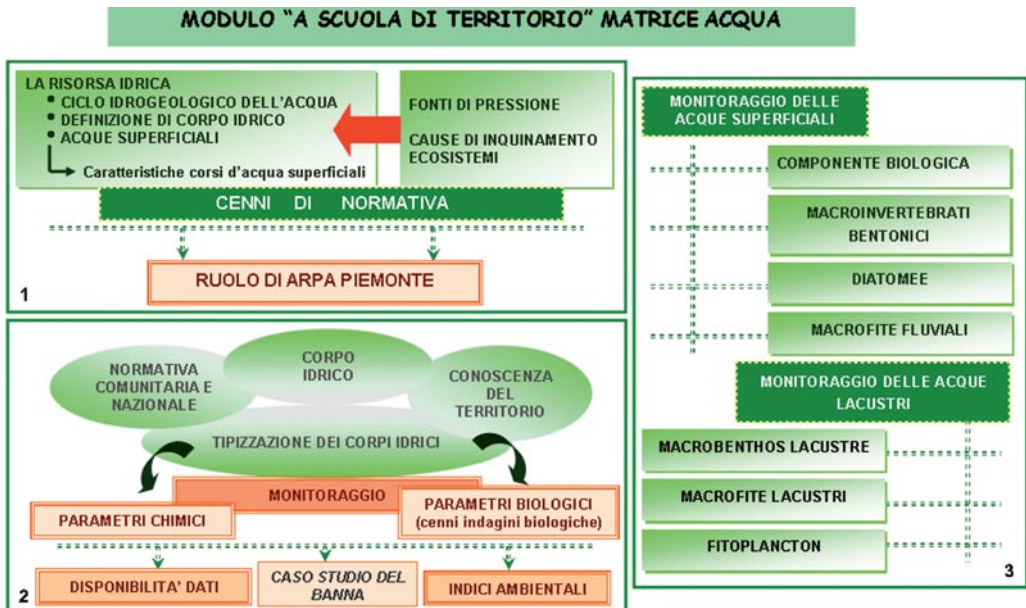 MODULO “A SCUOLA DI TERRITORIO” MATRICE ACQUA
LA RISORSA IDRICA
• CICLO IDROGEOLOGICO DELL'ACQUA
• DEFINIZIONE DI CORPO IDRICO
• ACQUE SUPERFICIALI
Caratteristiche corsi d'acqua superficiali
FONTI DI PRESSIONE
CAUSE DI INQUINAMENTO
ECOSISTEMI
CENNI DI NORMATIVA
RUOLO DI ARPA PIEMONTE
1
NORMATIVA
COMUNITARIA E
NAZIONALE
CORPO
IDRICO
CONOSCENZA
DEL
TERRITORIO
TIPIZZAZIONE DEI CORPI IDRICI
MONITORAGGIO
PARAMETRI CHIMICI
PARAMETRI BIOLOGICI
(cenni indagini biologiche)
DISPONIBILITA' DATI
CASO STUDIO DEL
BANNA
INDICI AMBIENTALI
2
MONITORAGGIO DELLE
ACQUE SUPERFICIALI
COMPONENTE BIOLOGICA
MACROINVERTEBRATI
BENTONICI
DIATOMEE
MACROFITE FLUVIALI
MONITORAGGIO DELLE ACQUE
LACUSTRI
MACROBENTHOS LACUSTRE
MACROFITE LACUSTRI
FITOPLANCTON
3